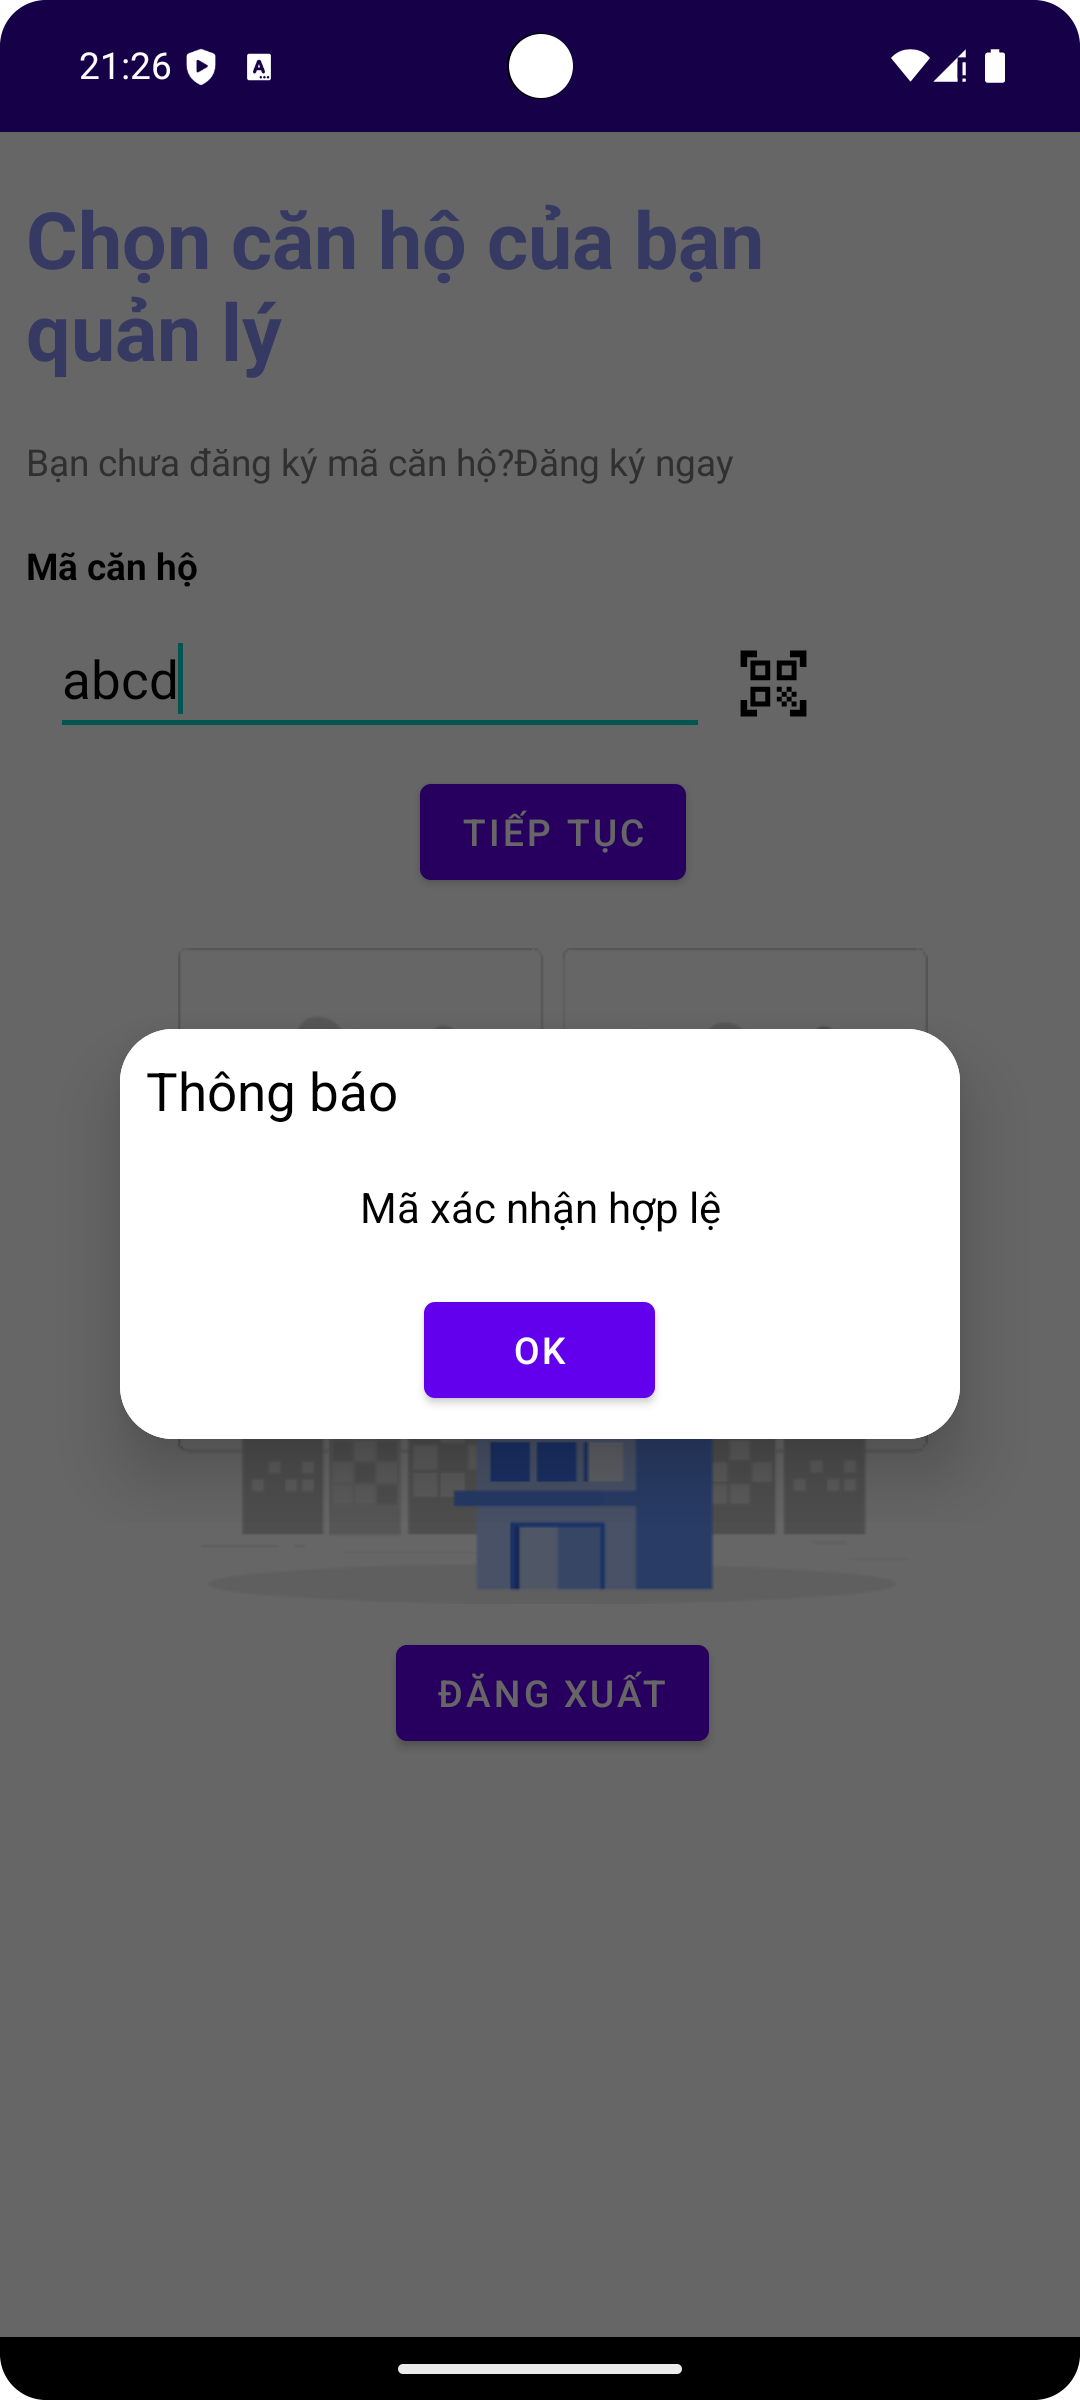 21:26
Chọn căn hộ của bạn
quản lý
Bạn chưa đăng ký mã căn hộ?Đăng ký ngay
Mã căn hộ
abcd
TIẾP TỤC
Thông báo
Mã xác nhận hợp lệ
OK
ĐĂNG XUẤT